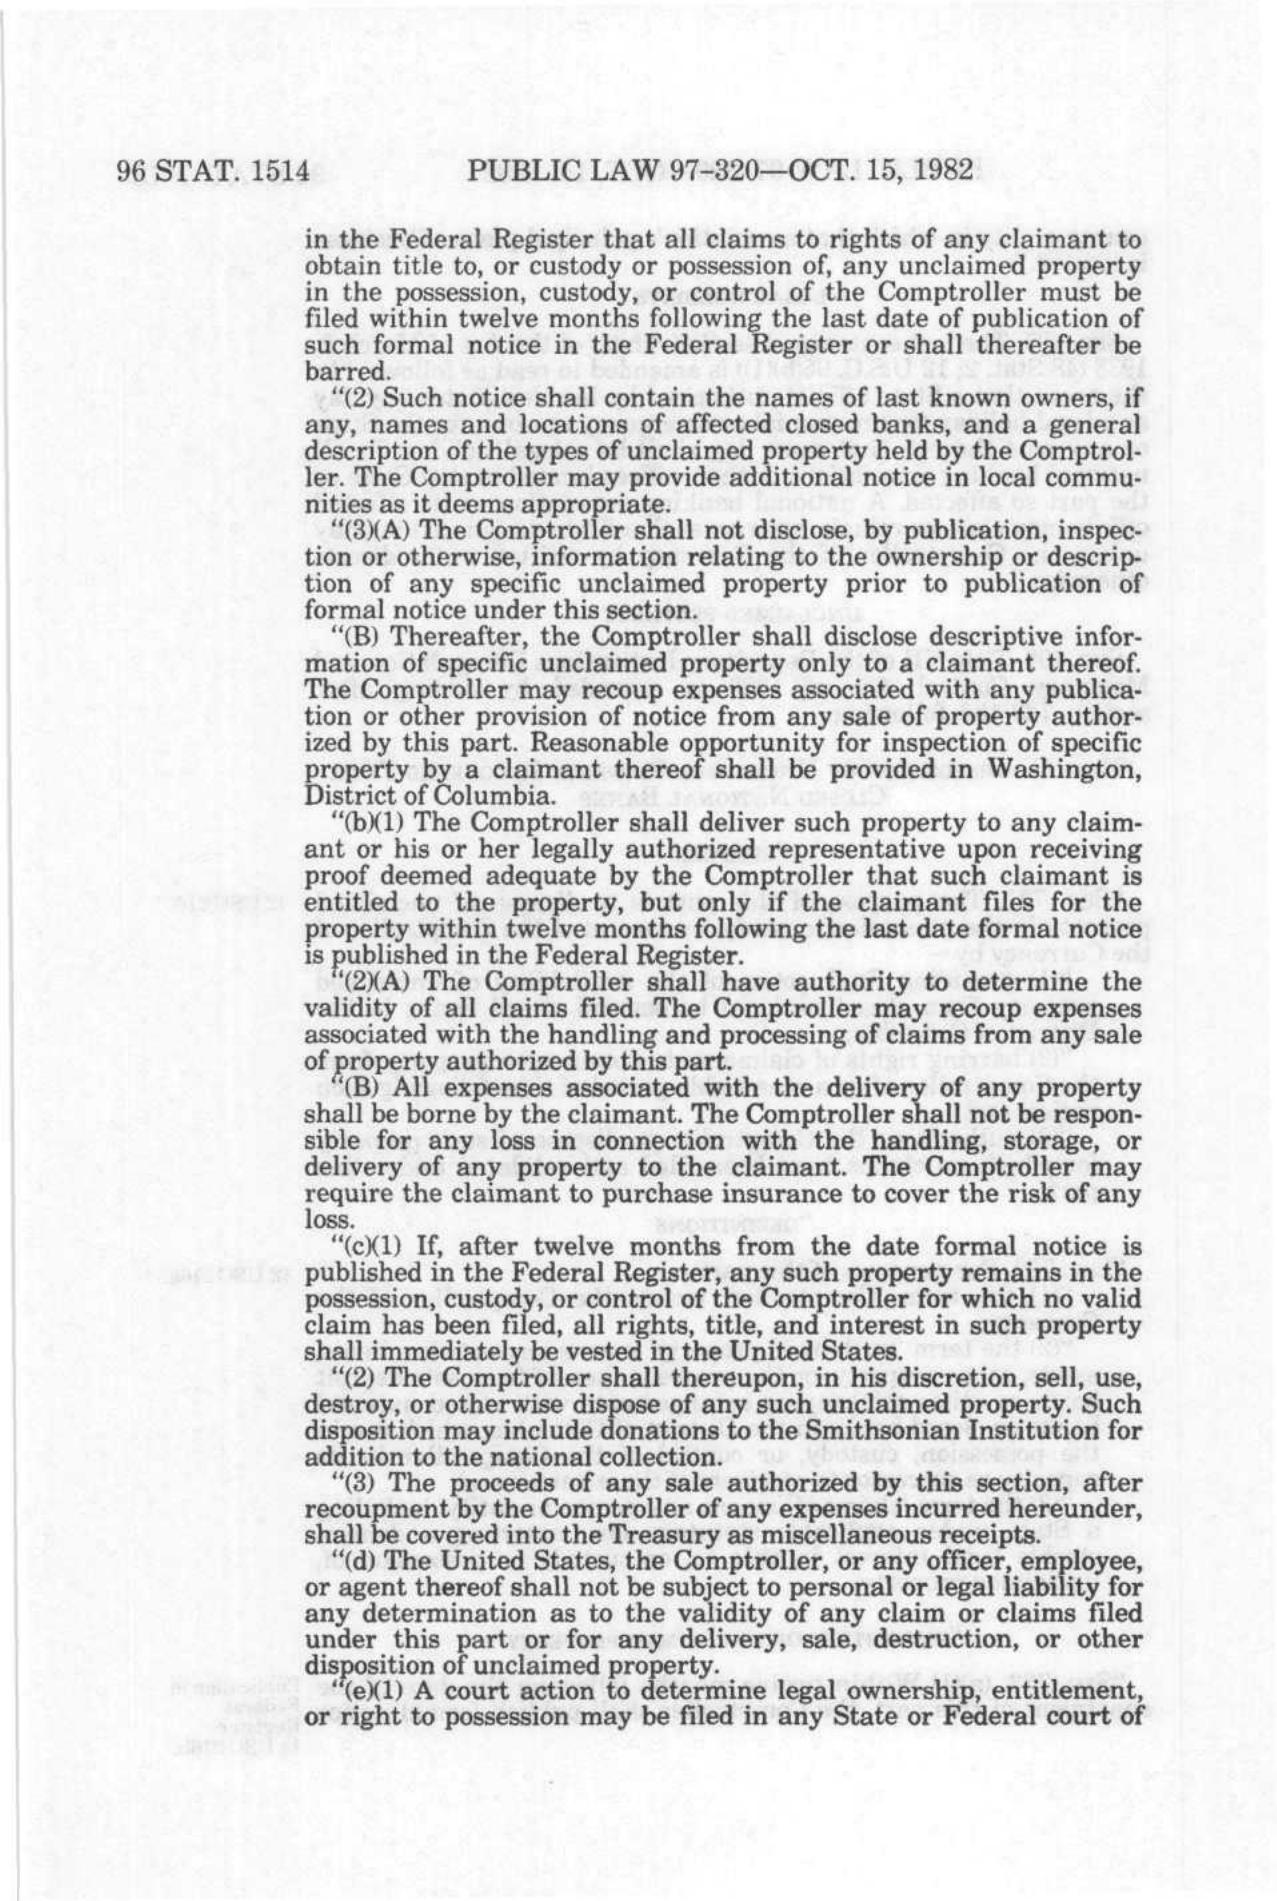 96 STAT. 1514 PUBLIC LAW 97-320—OCT. 15, 1982
in the Federal Register that all claims to rights of any claimant to
obtain title to, or custody or possession of, any unclaimed property
in the possession, custody, or control of the Comptroller must be
filed within twelve months following the last date of publication of
such formal notice in the Federal Register or shall thereafter be
barred.
"(2) Such notice shall contain the names of last known owners, if
any, names and locations of affected closed banks, and a general
description of the types of unclaimed property held by the Comptrol-
ler. The Comptroller may provide additional notice in local commu-
nities as it deems appropriate.
"(3)(A) The Comptroller shall not disclose, by publication, inspec-
tion or otherwise, information relating to the ownership or descrip-
tion of any specific unclaimed property prior to publication of
formal notice under this section.
"(B) Thereafter, the Comptroller shall disclose descriptive infor-
mation of specific unclaimed property only to a claimant thereof.
The Comptroller may recoup expenses associated with any publica-
tion or other provision of notice from any sale of property author-
ized by this part. Reasonable opportunity for inspection of specific
property by a claimant thereof shall be provided in Washington,
District of Columbia.
"(b)(1) The Comptroller shall deliver such property to any claim-
ant or his or her legally authorized representative upon receiving
proof deemed adequate by the Comptroller that such claimant is
entitled to the property, but only if the claimant files for the
property within twelve months following the last date formal notice
is published in the Federal Register.
"(2)(A) The Comptroller shall have authority to determine the
validity of all claims filed. The Comptroller may recoup expenses
associated with the handling and processing of claims from any sale
of property authorized by this part.
"(B) All expenses associated with the delivery of any property
shall be borne by the claimant. The Comptroller shall not be respon-
sible for any loss in connection with the handling, storage, or
delivery of any property to the claimant. The Comptroller may
require the claimant to purchase insurance to cover the risk of any
loss.
"(c)(1) If, after twelve months from the date formal notice is
published in the Federal Register, any such property remains in the
possession, custody, or control of the Comptroller for which no valid
claim has been filed, all rights, title, and interest in such property
shall immediately be vested in the United States.
"(2) The Comptroller shall thereupon, in his discretion, sell, use,
destroy, or otherwise dispose of any such unclaimed property. Such
disposition may include donations to the Smithsonian Institution for
addition to the national collection.
"(3) The proceeds of any sale authorized by this section, after
recoupment by the Comptroller of any expenses incurred hereunder,
shall be covered into the Treasury as miscellaneous receipts.
"(d) The United States, the Comptroller, or any officer, employee,
or agent thereof shall not be subject to personal or legal liability for
any determination as to the validity of any claim or claims filed
under this part or for any delivery, sale, destruction, or other
disposition of unclaimed property.
"(e)(1) A court action to determine legal ownership, entitlement,
or right to possession may be filed in any State or Federal court of